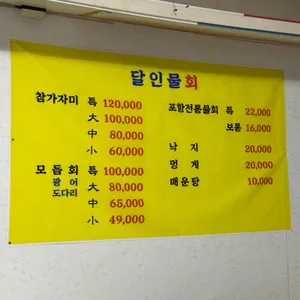 달인물회
참가자미 특 120,000
大 100,000
中 80,000
小 60,000
모듬회 특 100,000
광어 大 80,000
도다리
中 65,000
小 49,000
포항전통물회 특 22,000
보통 16,000
낙지 20,000
멍게 20,000
매운탕 10,000